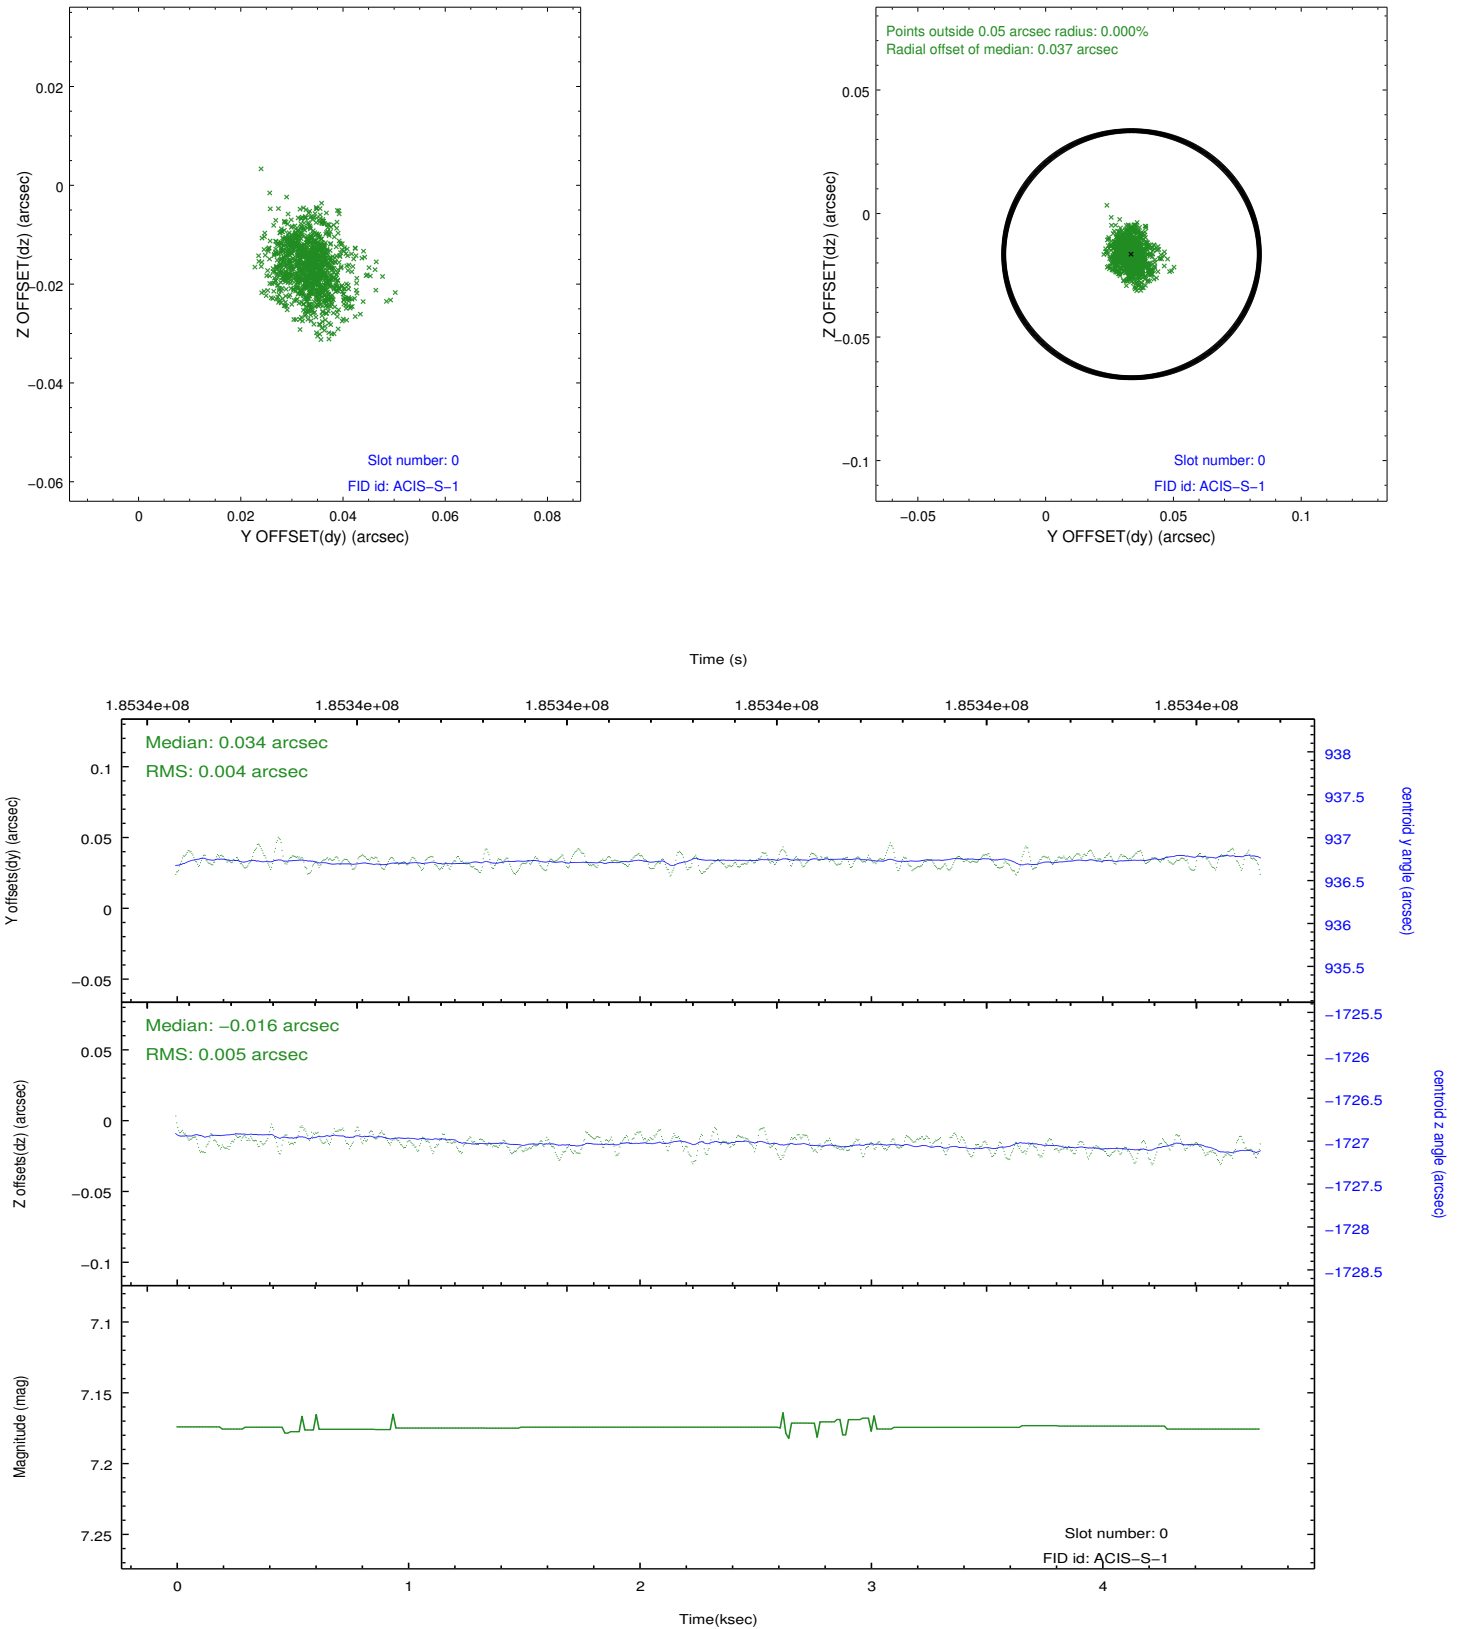 0.02
0
−0.02
−0.04
−0.06
Z OFFSET(dz) (arcsec)
Slot number: 0
FID id: ACIS−S−1
0 0.02 0.04 0.06 0.08
Y OFFSET(dy) (arcsec)
Points outside 0.05 arcsec radius: 0.000%
Radial offset of median: 0.037 arcsec
0.05
0
−0.05
−0.1
Z OFFSET(dz) (arcsec)
Slot number: 0
FID id: ACIS−S−1
−0.05 0 0.05 0.1
Y OFFSET(dy) (arcsec)
Time (s)
1.8534e+08 1.8534e+08 1.8534e+08 1.8534e+08 1.8534e+08 1.8534e+08
Median: 0.034 arcsec
RMS: 0.004 arcsec
0.1
0.05
0
−0.05
Y offsets(dy) (arcsec)
938
937.5
937
936.5
936
935.5
centroid y angle (arcsec)
Median: −0.016 arcsec
RMS: 0.005 arcsec
0.05
0
−0.05
−0.1
Z offsets(dz) (arcsec)
−1725.5
−1726
−1726.5
−1727
−1727.5
−1728
−1728.5
centroid z angle (arcsec)
7.1
7.15
7.2
7.25
Magnitude (mag)
Slot number: 0
FID id: ACIS−S−1
0 1 2 3 4
Time(ksec)